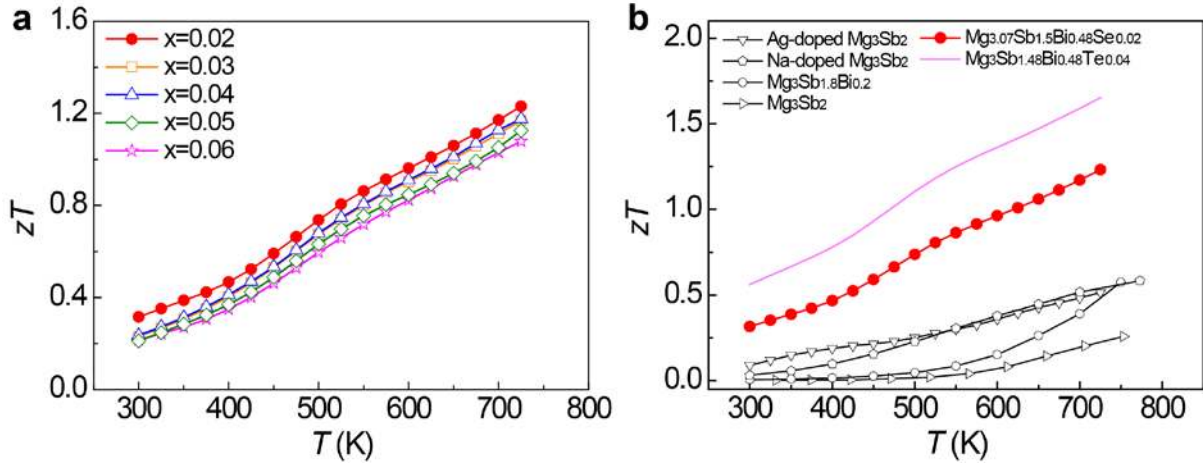 a
1.6
1.2
0.8
0.4
0.0
zT
x=0.02
x=0.03
x=0.04
x=0.05
x=0.06
300 400 500 600 700 800
T (K)
b
2.0
1.5
1.0
0.5
0.0
zT
Ag-doped Mg3Sb2
Na-doped Mg3Sb2
Mg3Sb1.8Bi0.2
Mg3Sb2
Mg3.07Sb1.5Bi0.48Se0.02
Mg3Sb1.48Bi0.48Te0.04
300 400 500 600 700 800
T (K)